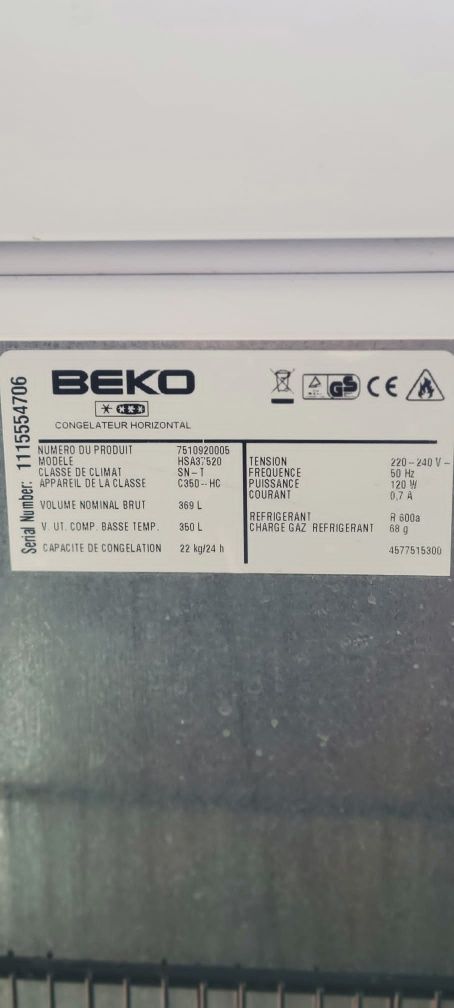 BEKO
CONGELATEUR HORIZONTAL
Serial Number: 1115554706
NUMERO DU PRODUIT 7510920005
MODELE HSA37520
CLASSE DE CLIMAT SN-T
APPAREIL DE LA CLASSE C350-HC
VOLUME NOMINAL BRUT 369 L
V. UT. COMP. BASSE TEMP. 350 L
CAPACITE DE CONGELATION 22 kg/24 h
GS CE
TENSION 220-240 V~
FREQUENCE 50 Hz
PUISSANCE 120 W
COURANT 0,7 A
REFRIGERANT R 600a
CHARGE GAZ REFRIGERANT 68 g
4577515300